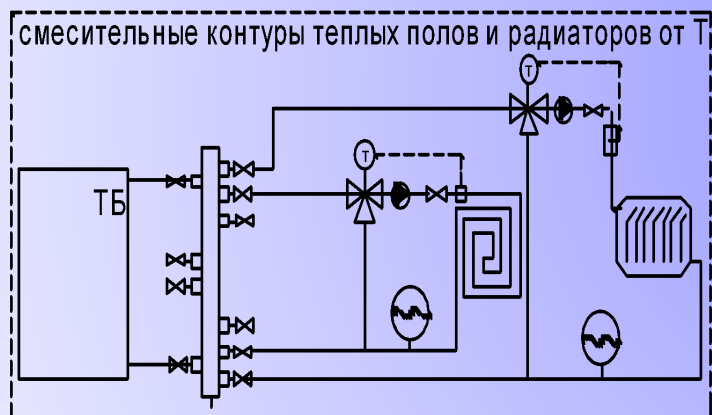 смесительные контуры теплых полов и радиаторов от Т
Т
Т
ТБ